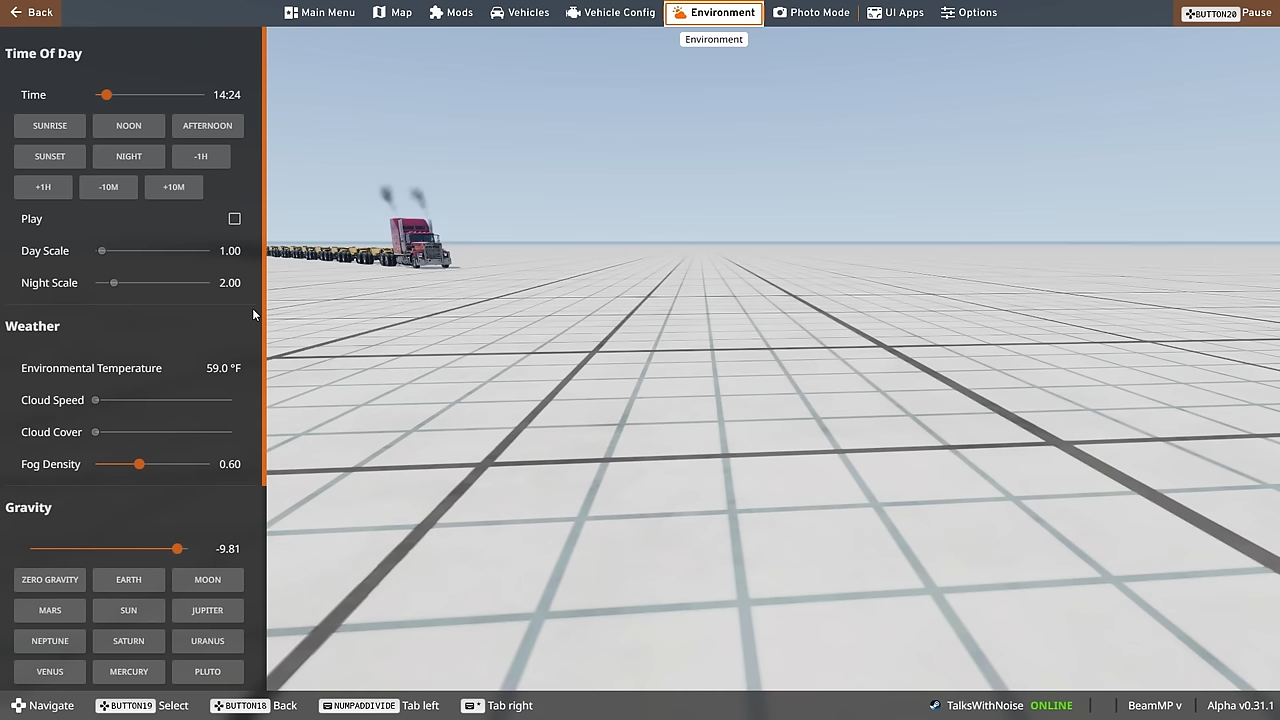 Back
Main Menu
Map
Mods
Vehicles
Vehicle Config
Environment
Photo Mode
UI Apps
Options
BUTTON20 Pause
Environment
Time Of Day
Time 14:24
SUNRISE NOON AFTERNOON
SUNSET NIGHT -1H
+1H -10M +10M
Play
Day Scale 1.00
Night Scale 2.00
Weather
Environmental Temperature 59.0 °F
Cloud Speed
Cloud Cover
Fog Density 0.60
Gravity
-9.81
ZERO GRAVITY EARTH MOON
MARS SUN JUPITER
NEPTUNE SATURN URANUS
VENUS MERCURY PLUTO
Navigate BUTTON19 Select BUTTON18 Back NUMPADDIVIDE Tab left * Tab right
TalksWithNoise ONLINE BeamMP v Alpha v0.31.1